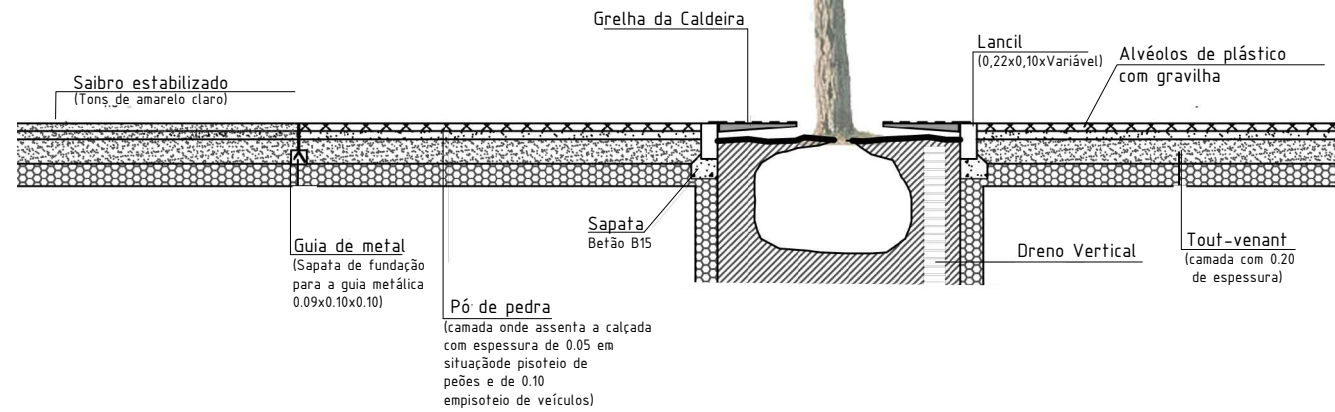 Grelha da Caldeira
Lancil
(0,22x0,10xVariável)
Alvéolos de plástico
com gravilha
Saibro estabilizado
(Tons de amarelo claro)
Sapata
Betão B15
Guia de metal
(Sapata de fundação
para a guia metálica
0.09x0.10x0.10)
Dreno Vertical
Tout-venant
(camada com 0.20
de espessura)
Pó de pedra
(camada onde assenta a calçada
com espessura de 0.05 em
situaçãode pisoteio de
peões e de 0.10
empisoteio de veículos)